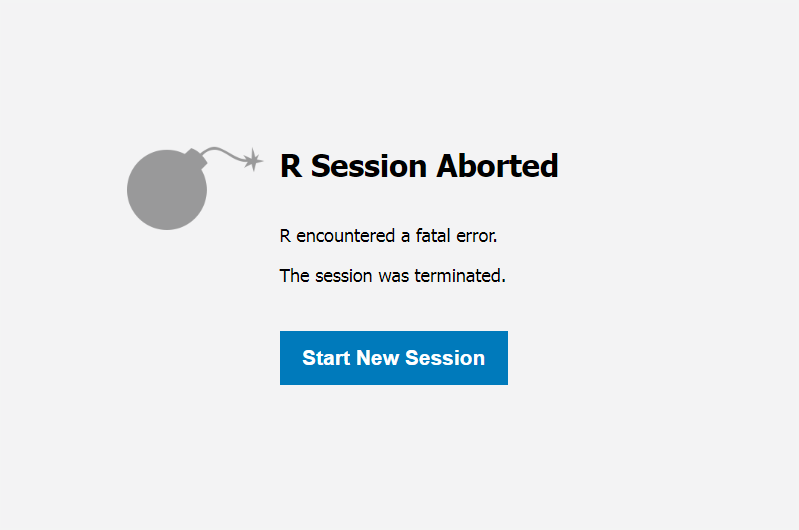 R Session Aborted
R encountered a fatal error.
The session was terminated.
Start New Session